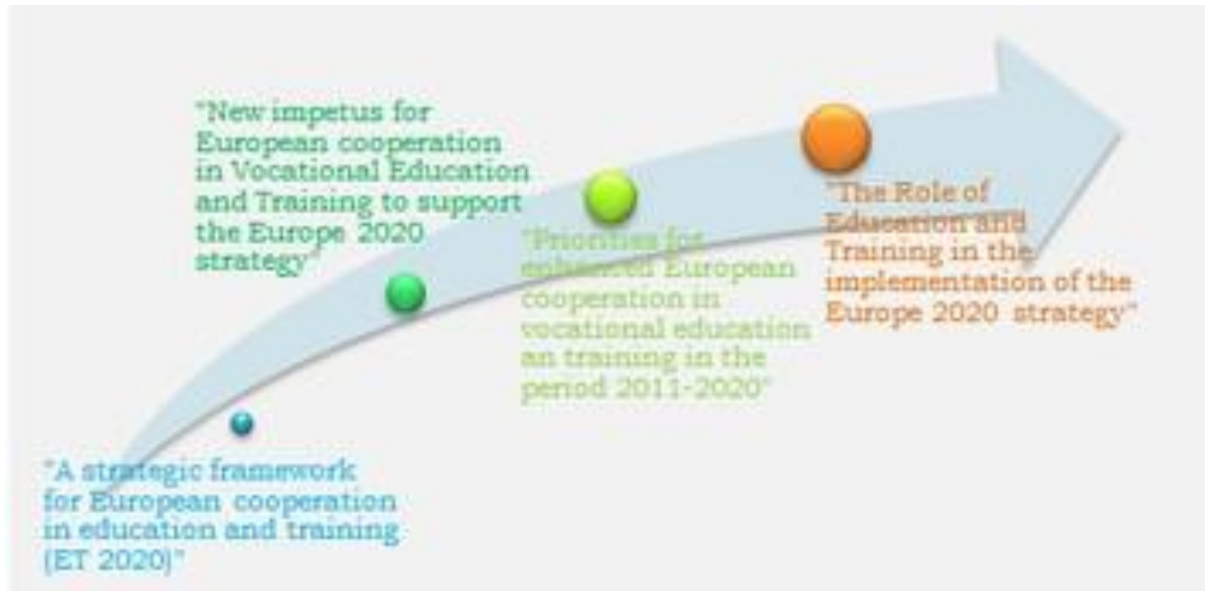 "A strategic framework
for European cooperation
in education and training
(ET 2020)"
"New impetus for
European cooperation
in Vocational Education
and Training to support
the Europe 2020
strategy"
"Priorities for
enhanced European
cooperation in
vocational education
an training in the
period 2011-2020"
"The Role of
Education and
Training in the
implementation of the
Europe 2020 strategy"